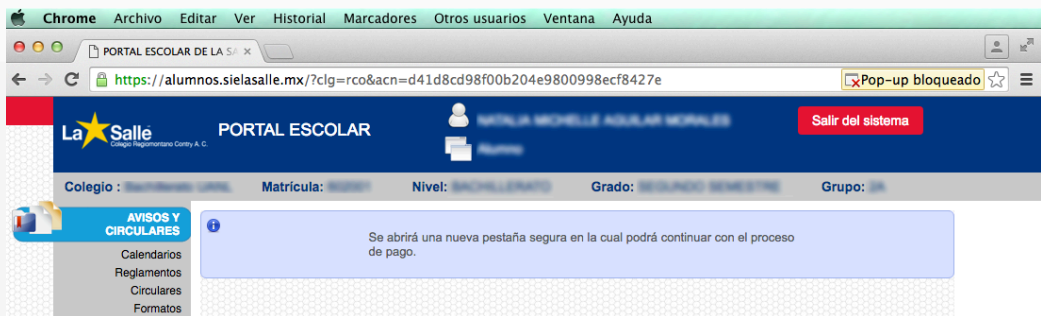 Chrome Archivo Editar Ver Historial Marcadores Otros usuarios Ventana Ayuda
PORTAL ESCOLAR DE LA SA
https://alumnos.sielasalle.mx/?clg=rco&acn=d41d8cd98f00b204e9800998ecf8427e Pop-up bloqueado
La Salle PORTAL ESCOLAR Salir del sistema
Colegio Regiomontano Contry A. C.
Colegio : Matrícula: Nivel: Grado: Grupo:
AVISOS Y
CIRCULARES
Se abrirá una nueva pestaña segura en la cual podrá continuar con el proceso
de pago.
Calendarios
Reglamentos
Circulares
Formatos